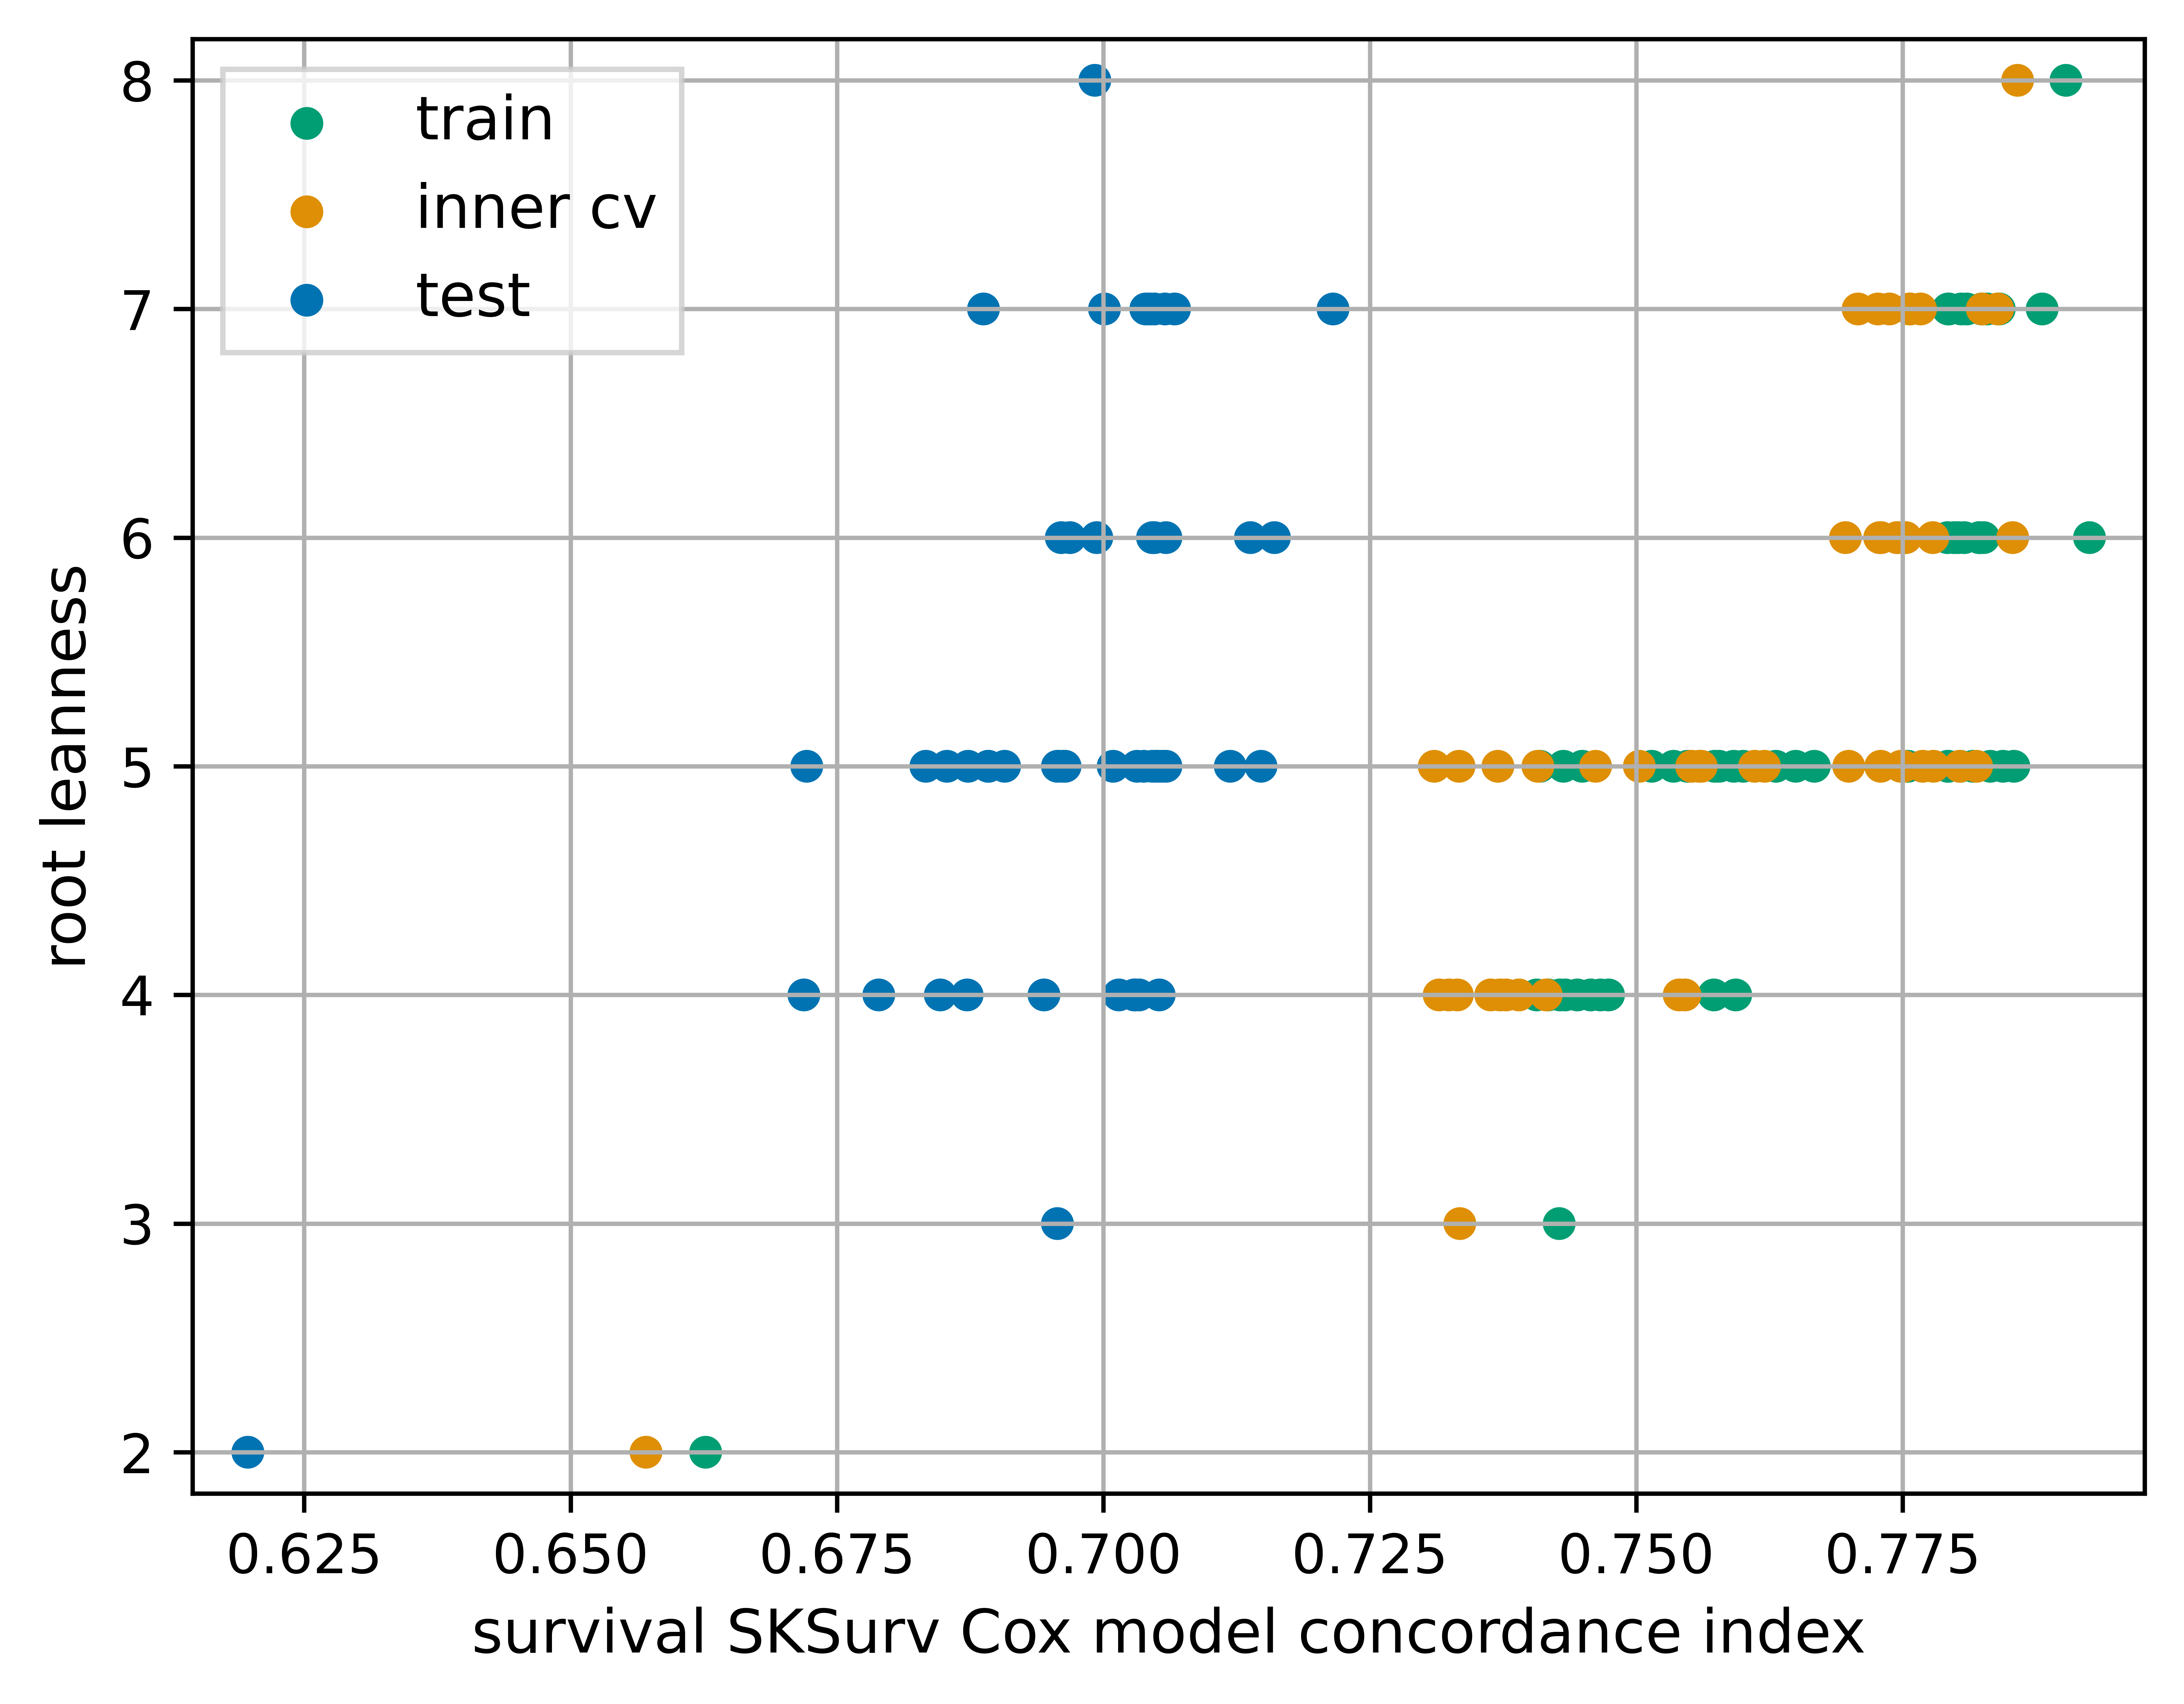 8
7
6
5
4
3
2
root leanness
train
inner cv
test
0.625 0.650 0.675 0.700 0.725 0.750 0.775
survival SKSurv Cox model concordance index